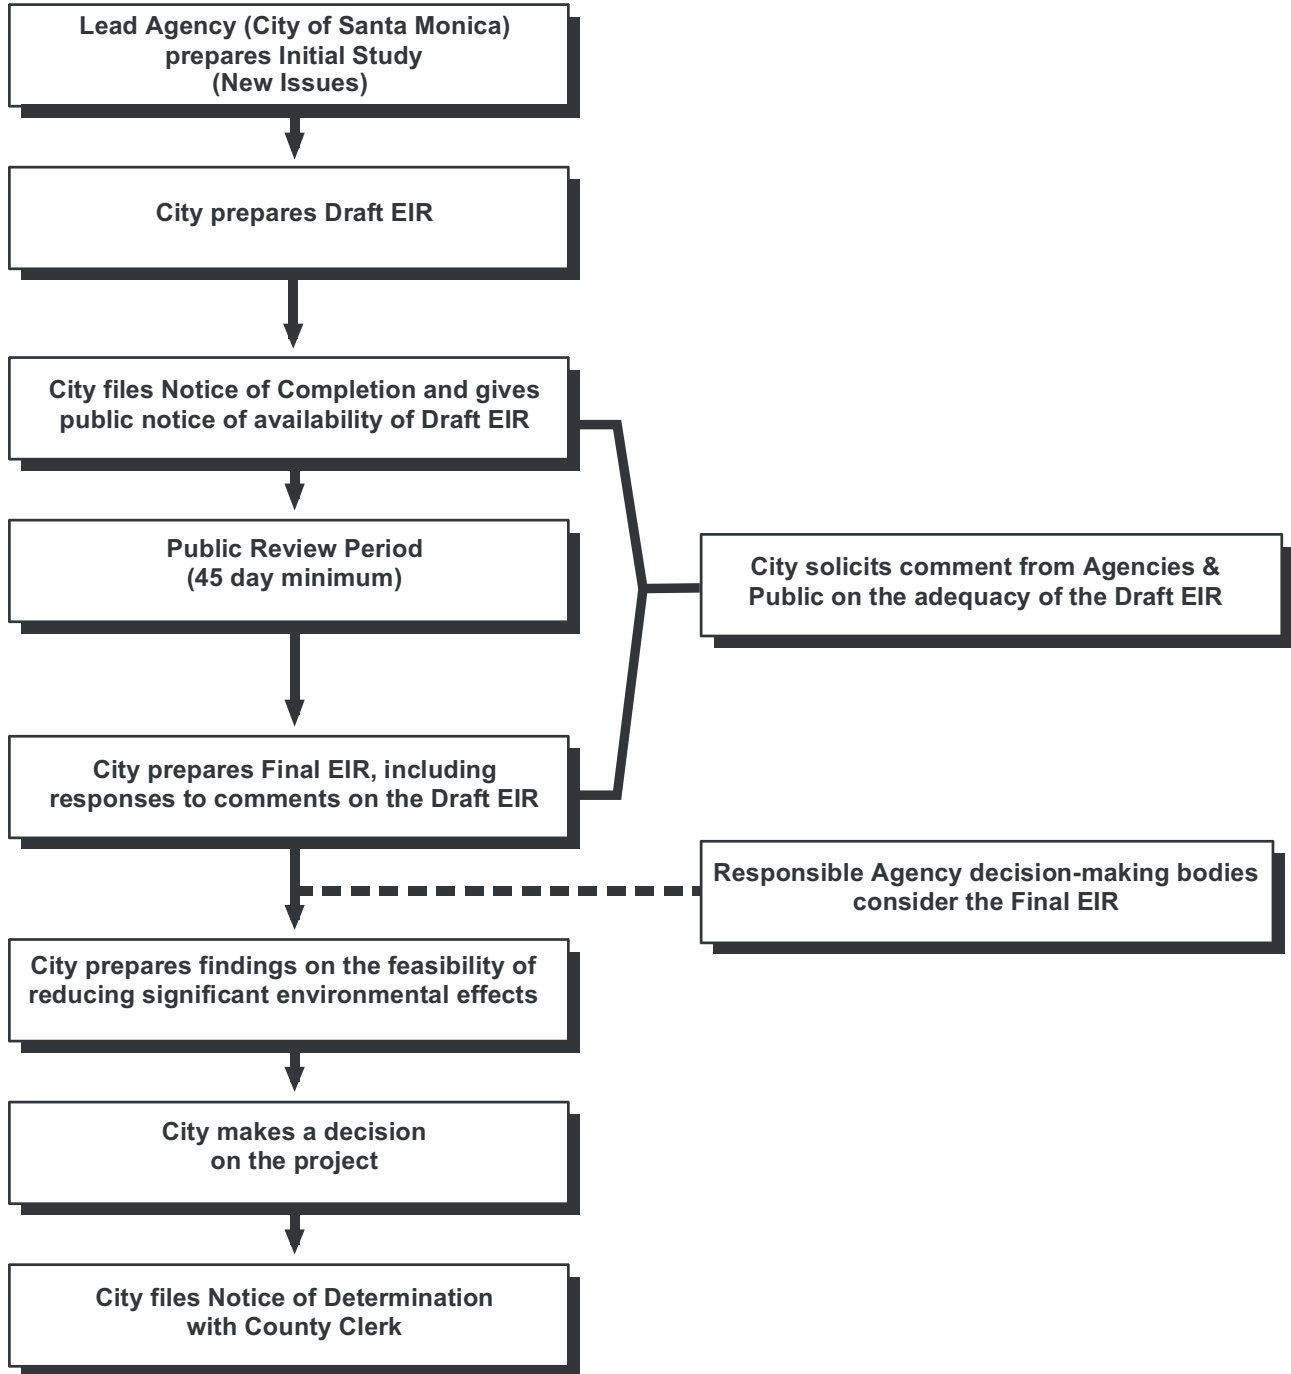 Lead Agency (City of Santa Monica)
prepares Initial Study
(New Issues)
City prepares Draft EIR
City files Notice of Completion and gives
public notice of availability of Draft EIR
Public Review Period
(45 day minimum)
City solicits comment from Agencies &
Public on the adequacy of the Draft EIR
City prepares Final EIR, including
responses to comments on the Draft EIR
Responsible Agency decision-making bodies
consider the Final EIR
City prepares findings on the feasibility of
reducing significant environmental effects
City makes a decision
on the project
City files Notice of Determination
with County Clerk